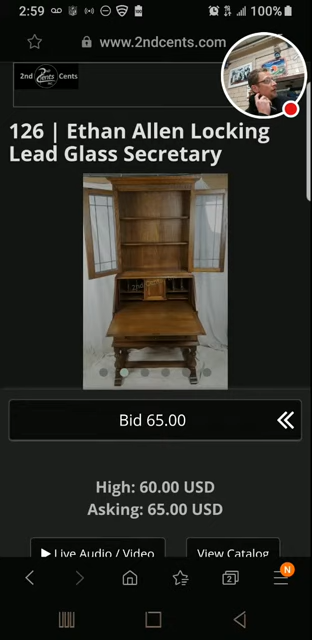 2:59
100%
www.2ndcents.com
2nd Cents
126 | Ethan Allen Locking
Lead Glass Secretary
Bid 65.00
High: 60.00 USD
Asking: 65.00 USD
Live Audio / Video
View Catalog
2
N